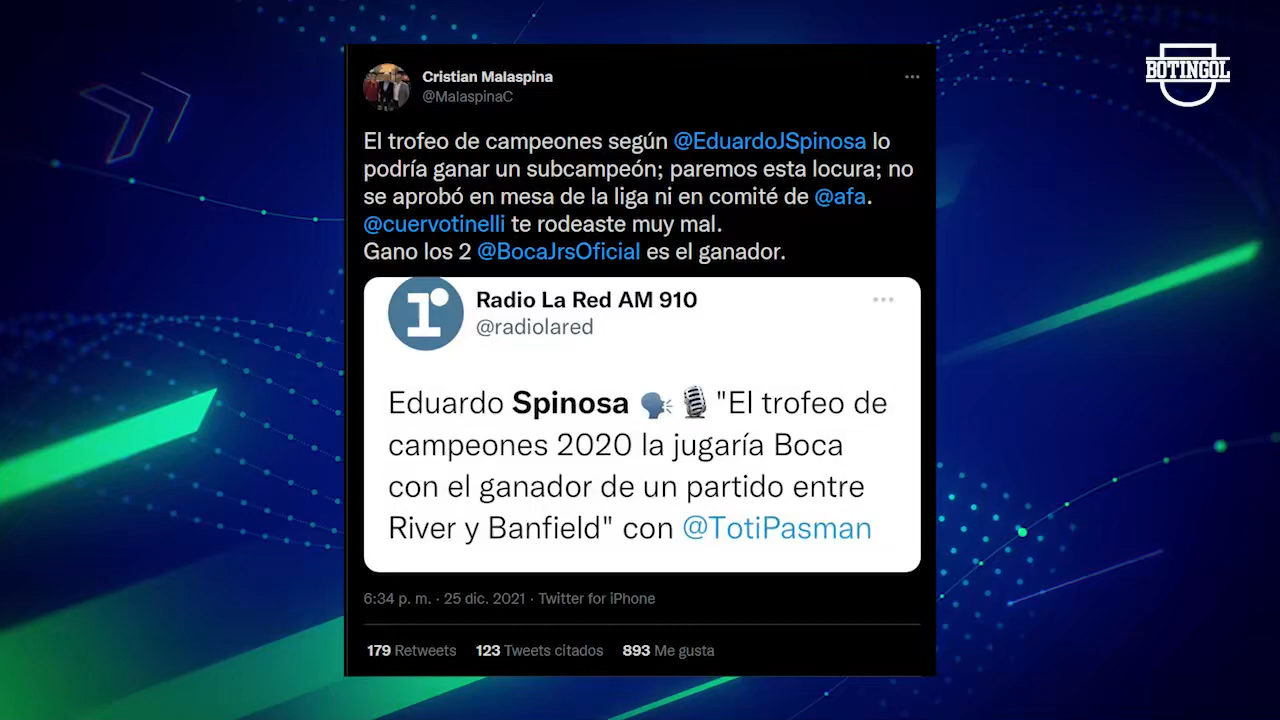 BOTINGOL
Cristian Malaspina
@MalaspinaC
El trofeo de campeones según @EduardoJSpinosa lo
podría ganar un subcampeón; paremos esta locura; no
se aprobó en mesa de la liga ni en comité de @afa.
@cuervotinelli te rodeaste muy mal.
Gano los 2 @BocaJrsOficial es el ganador.
Radio La Red AM 910
@radiolared
Eduardo Spinosa 🗣️🎙️ "El trofeo de
campeones 2020 la jugaría Boca
con el ganador de un partido entre
River y Banfield" con @TotiPasman
6:34 p. m. · 25 dic. 2021 · Twitter for iPhone
179 Retweets 123 Tweets citados 893 Me gusta